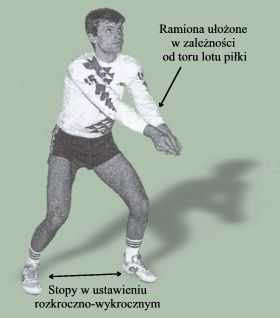 Ramiona ułożone
w zależności
od toru lotu piłki
Stopy w ustawieniu
rozkroczno-wykrocznym